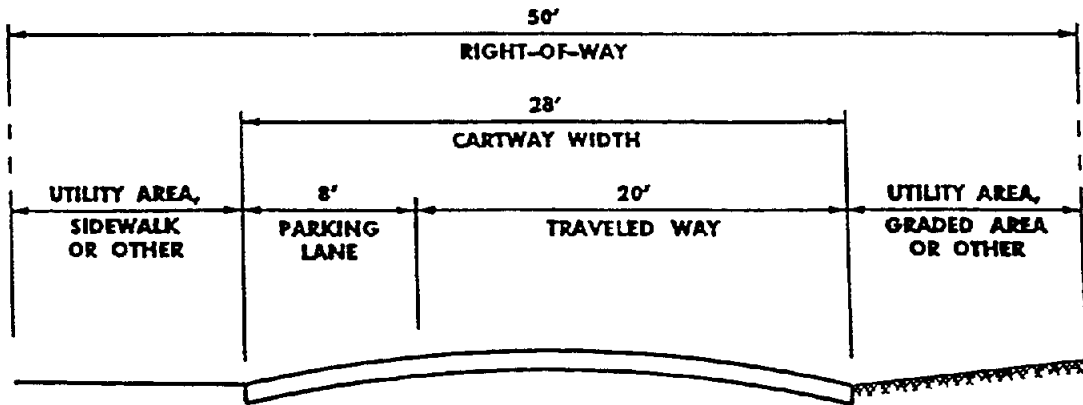 50'
RIGHT-OF-WAY
28'
CARTWAY WIDTH
UTILITY AREA,
SIDEWALK
OR OTHER
8'
PARKING
LANE
20'
TRAVELED WAY
UTILITY AREA,
GRADED AREA
OR OTHER